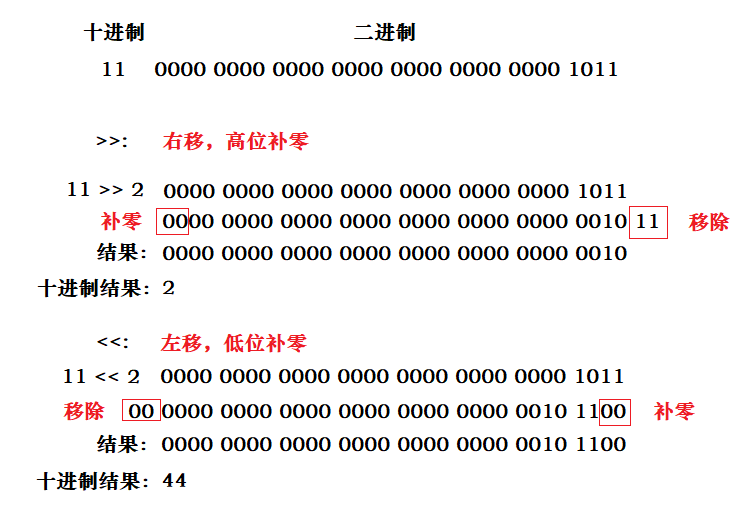 十进制 二进制
11 0000 0000 0000 0000 0000 0000 0000 1011
>>: 右移，高位补零
11 >> 2 0000 0000 0000 0000 0000 0000 0000 1011
补零 0000 0000 0000 0000 0000 0000 0000 0010 11 移除
结果: 0000 0000 0000 0000 0000 0000 0000 0010
十进制结果: 2
<<: 左移，低位补零
11 << 2 0000 0000 0000 0000 0000 0000 0000 1011
移除 00 0000 0000 0000 0000 0000 0000 0010 1100 补零
结果: 0000 0000 0000 0000 0000 0000 0010 1100
十进制结果: 44